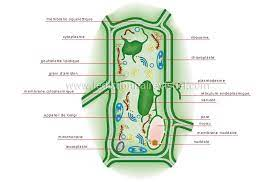 membrane squelettique
cytoplasme
gouttelette lipidique
grain d'amidon
membrane cytoplasmique
appareil de Golgi
mitochondrie
leucoplaste
ribosome
chloroplaste
plasmodesme
réticulum endoplasmique
vacuole
pore
noyau
membrane nucléaire
nucléole